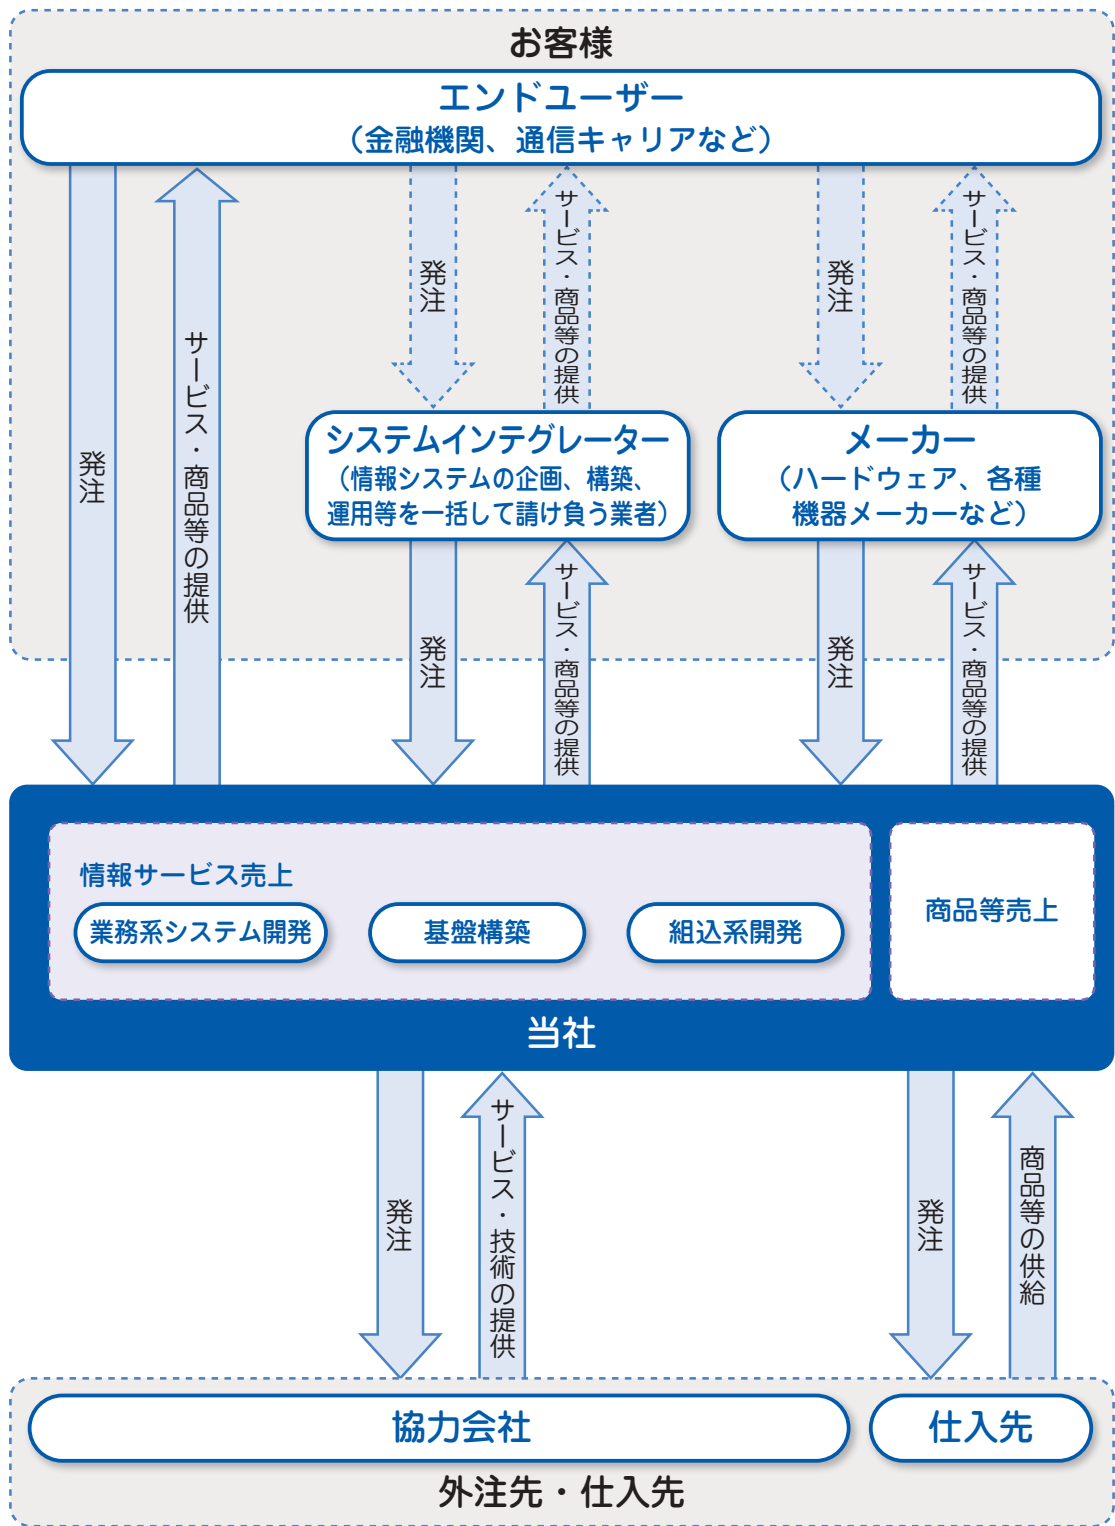 お客様
エンドユーザー
（金融機関、通信キャリアなど）
発注
サービス・商品等の提供
発注
サービス・商品等の提供
発注
サービス・商品等の提供
システムインテグレーター
（情報システムの企画、構築、
運用等を一括して請け負う業者）
メーカー
（ハードウェア、各種
機器メーカーなど）
発注
サービス・商品等の提供
発注
サービス・商品等の提供
情報サービス売上
業務系システム開発
基盤構築
組込系開発
商品等売上
当社
発注
サービス・技術の提供
発注
商品等の供給
協力会社
仕入先
外注先・仕入先